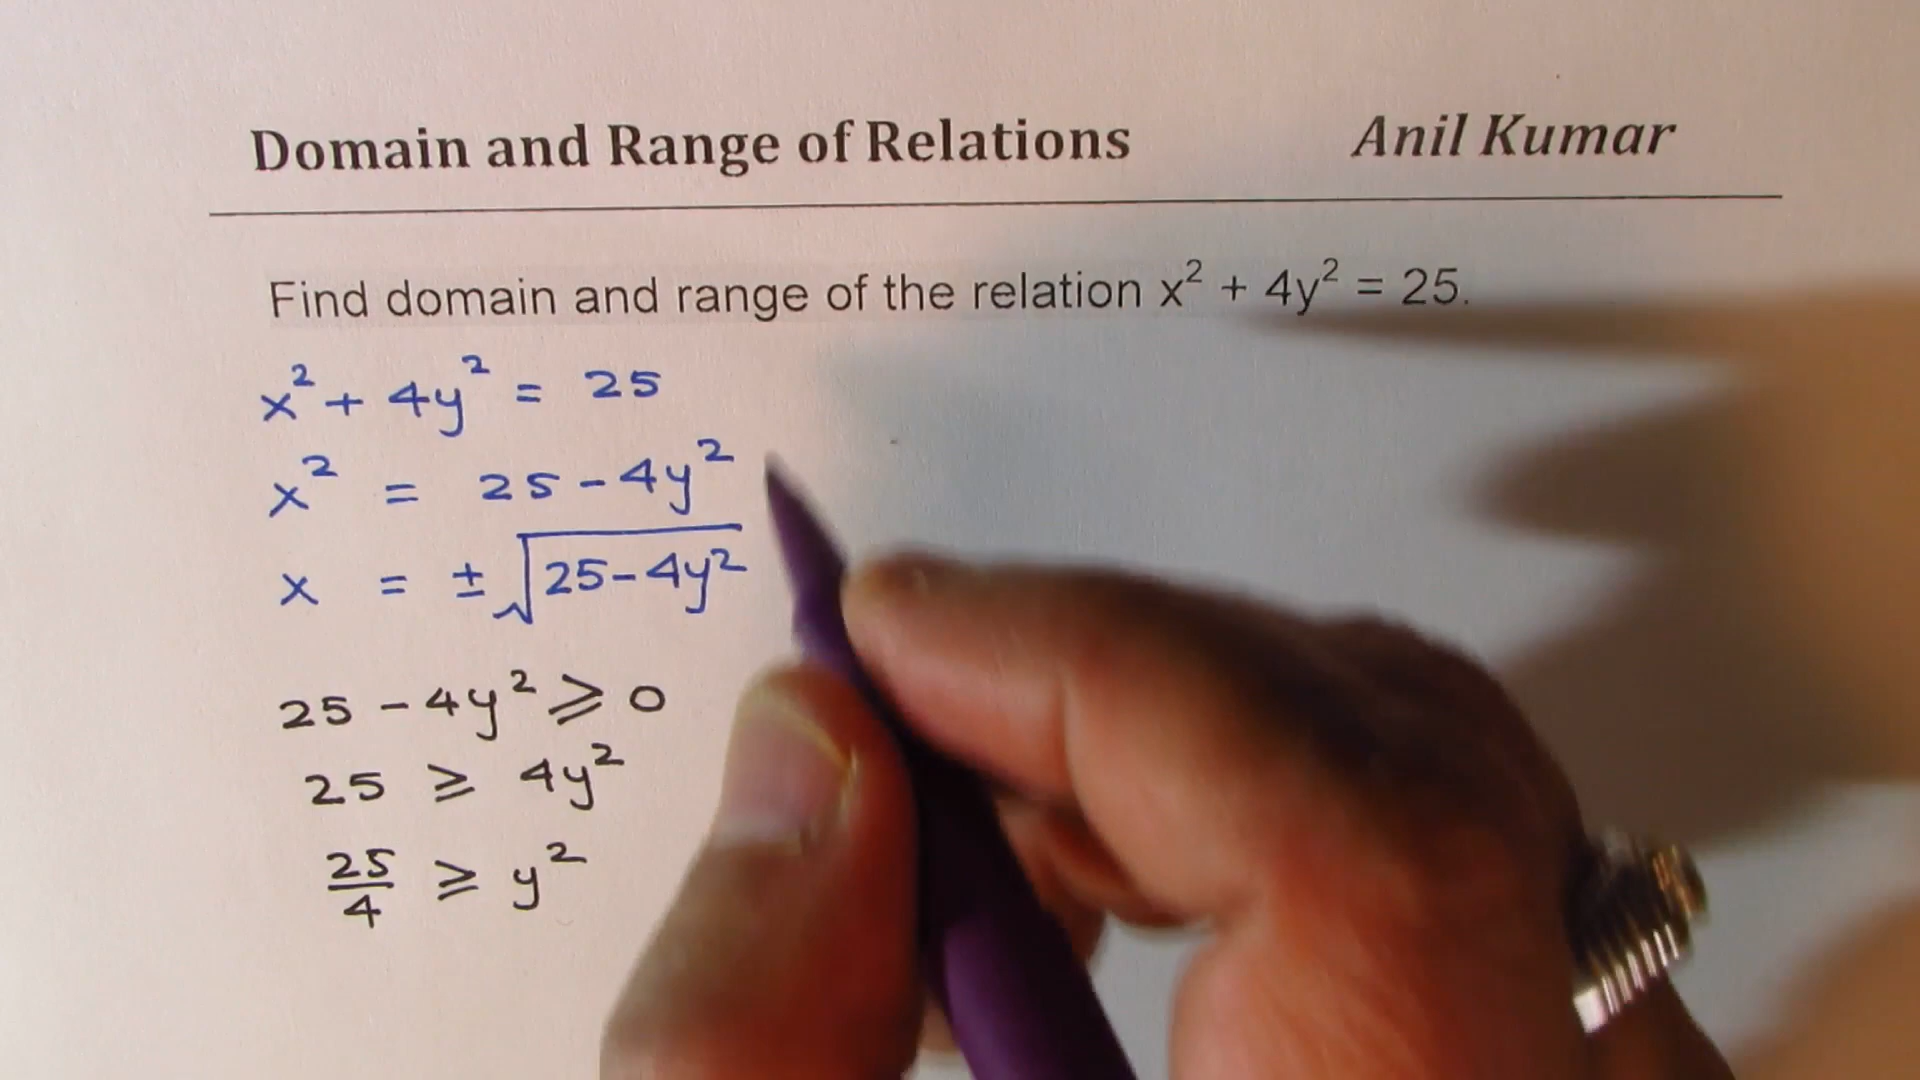 Domain and Range of Relations Anil Kumar
Find domain and range of the relation x² + 4y² = 25.
x² + 4y² = 25
x² = 25 - 4y²
x = ± √(25-4y²)
25 - 4y² ⩾ 0
25 ⩾ 4y²
25/4 ⩾ y²